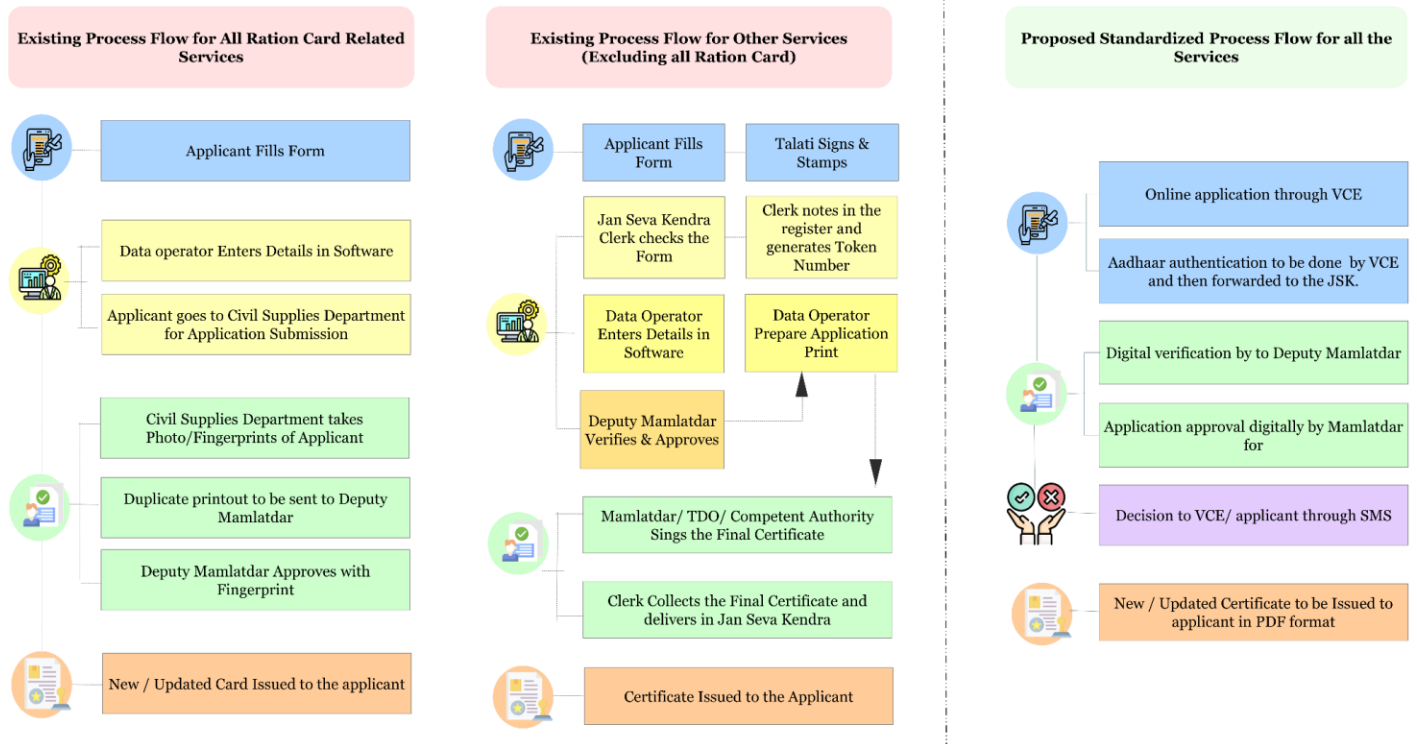 Existing Process Flow for All Ration Card Related
Services
Applicant Fills Form
Data operator Enters Details in Software
Applicant goes to Civil Supplies Department
for Application Submission
Civil Supplies Department takes
Photo/Fingerprints of Applicant
Duplicate printout to be sent to Deputy
Mamlatdar
Deputy Mamlatdar Approves with
Fingerprint
New / Updated Card Issued to the applicant
Existing Process Flow for Other Services
(Excluding all Ration Card)
Applicant Fills
Form
Talati Signs &
Stamps
Jan Seva Kendra
Clerk checks the
Form
Clerk notes in the
register and
generates Token
Number
Data Operator
Enters Details in
Software
Data Operator
Prepare Application
Print
Deputy Mamlatdar
Verifies & Approves
Mamlatdar/ TDO/ Competent Authority
Sings the Final Certificate
Clerk Collects the Final Certificate and
delivers in Jan Seva Kendra
Certificate Issued to the Applicant
Proposed Standardized Process Flow for all the
Services
Online application through VCE
Aadhaar authentication to be done by VCE
and then forwarded to the JSK.
Digital verification by to Deputy Mamlatdar
Application approval digitally by Mamlatdar
for
Decision to VCE/ applicant through SMS
New / Updated Certificate to be Issued to
applicant in PDF format